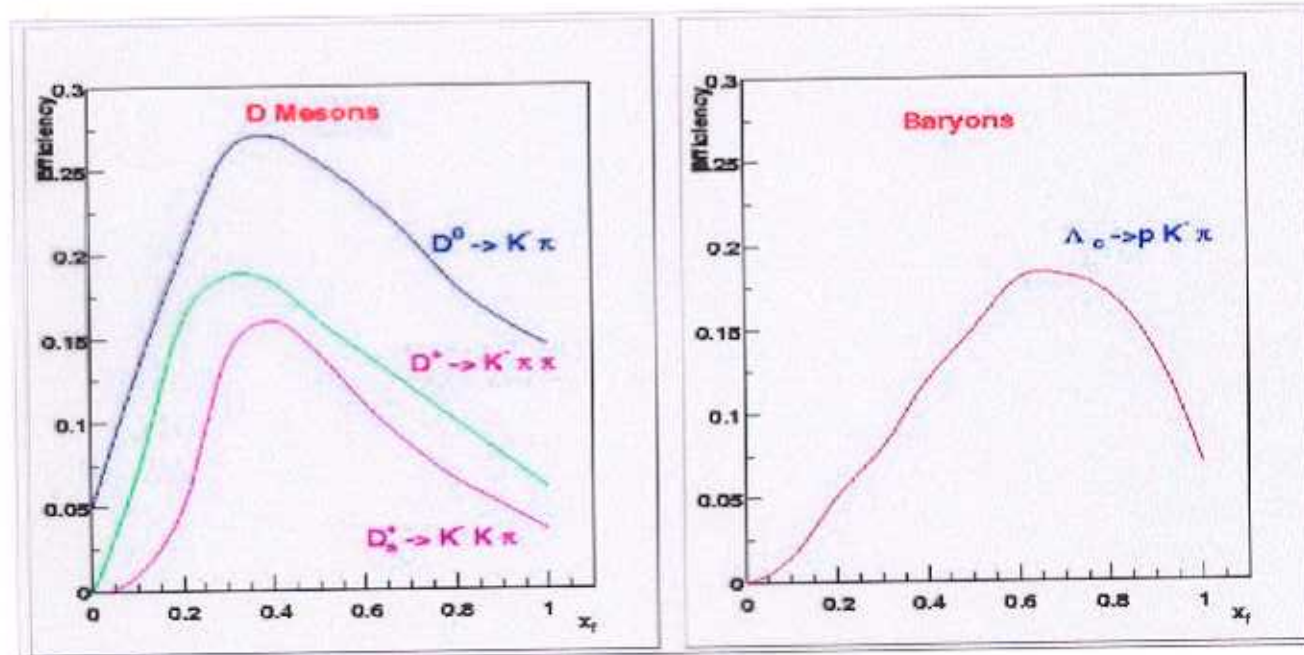 Efficiency
0.3
0.25
0.2
0.15
0.1
0.05
0
0 0.2 0.4 0.6 0.8 1
x_f
D Mesons
D⁰ -> K⁻ π
D⁺ -> K⁻ π π
D⁺ₛ -> K⁻ K π
Efficiency
0.3
0.25
0.2
0.15
0.1
0.05
0
0 0.2 0.4 0.6 0.8 1
x_f
Baryons
Λ c ->p K⁻ π